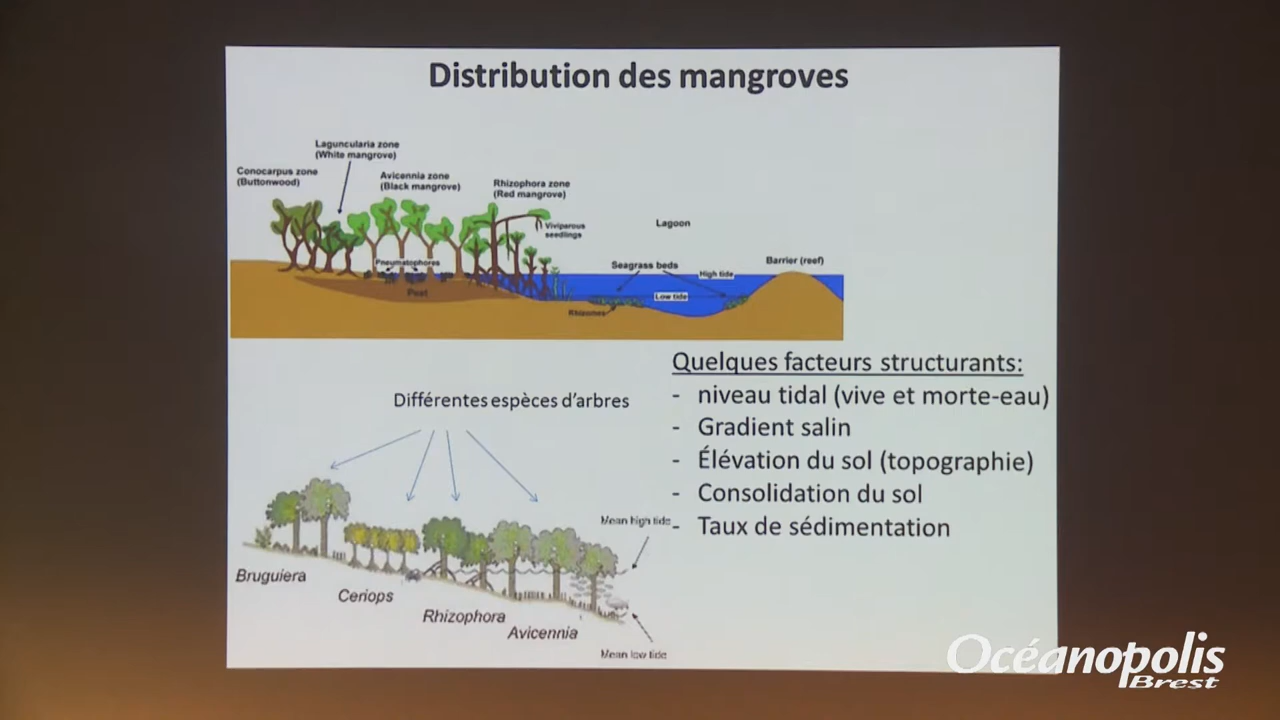 Distribution des mangroves
Laguncularia zone
(White mangrove)
Conocarpus zone
(Buttonwood)
Avicennia zone
(Black mangrove)
Rhizophora zone
(Red mangrove)
Viviparous
seedlings
Lagoon
Pneumatophores
Peat
Seagrass beds
High tide
Barrier (reef)
Low tide
Rhizomes
Quelques facteurs structurants:
- niveau tidal (vive et morte-eau)
- Gradient salin
- Élévation du sol (topographie)
- Consolidation du sol
- Taux de sédimentation
Différentes espèces d'arbres
Mean high tide
Bruguiera
Ceriops
Rhizophora
Avicennia
Mean low tide
Océanopolis
Brest